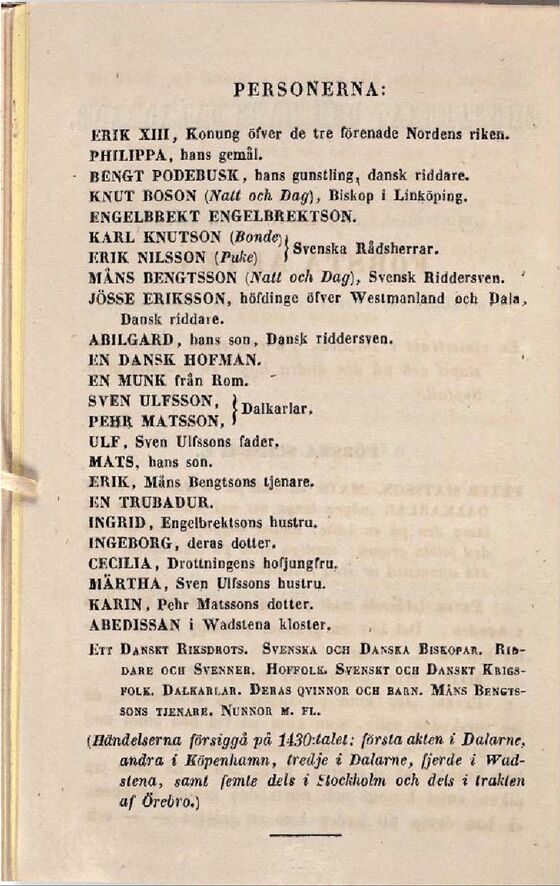 PERSONERNA:
ERIK XIII, Konung öfver de tre förenade Nordens riken.
PHILIPPA, hans gemål.
BENGT PODEBUSK, hans gunstling, dansk riddare.
KNUT BOSON (Natt och Dag), Biskop i Linköping.
ENGELBREKT ENGELBREKTSON.
KARL KNUTSON (Bonde)
ERIK NILSSON (Puke)
Svenska Rådsherrar.
MÅNS BENGTSSON (Natt och Dag), Svensk Riddersven.
JÖSSE ERIKSSON, höfdinge öfver Westmanland och Dala,
Dansk riddare.
ABILGARD, hans son, Dansk riddersven.
EN DANSK HOFMAN.
EN MUNK från Rom.
SVEN ULFSSON,
PEHR MATSSON,
Dalkarlar.
ULF, Sven Ulfssons fader.
MATS, hans son.
ERIK, Måns Bengtsons tjenare.
EN TRUBADUR.
INGRID, Engelbrektsons hustru.
INGEBORG, deras dotter.
CECILIA, Drottningens hofjungfru.
MÄRTHA, Sven Ulfssons hustru.
KARIN, Pehr Matssons dotter.
ABEDISSAN i Wadstena kloster.
ETT DANSKT RIKSDROTS. SVENSKA OCH DANSKA BISKOPAR. RID-
DARE OCH SVENNER. HOFFOLK. SVENSKT OCH DANSKT KRIGS-
FOLK. DALKARLAR. DERAS QVINNOR OCH BARN. MÅNS BENGTS-
SONS TJENARE. NUNNOR M. FL.
(Händelserna försiggå på 1430:talet; första akten i Dalarne,
andra i Köpenhamn, tredje i Dalarne, fjerde i Wad-
stena, samt femte dels i Stockholm och dels i trakten
af Örebro.)